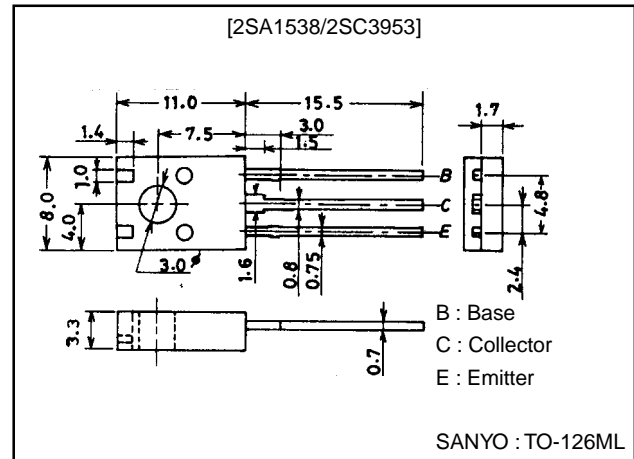 [2SA1538/2SC3953]
11.0
15.5
1.7
1.4
7.5
3.0
1.5
8.0
1.0
4.0
B
C
E
4.8
2.4
3.0 ø
1.6
0.8
0.75
3.3
0.7
B : Base
C : Collector
E : Emitter
SANYO : TO-126ML